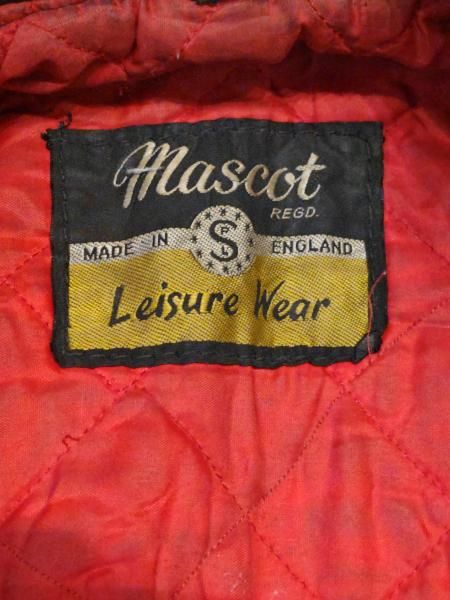 Mascot
REGD.
MADE IN S ENGLAND
Leisure Wear